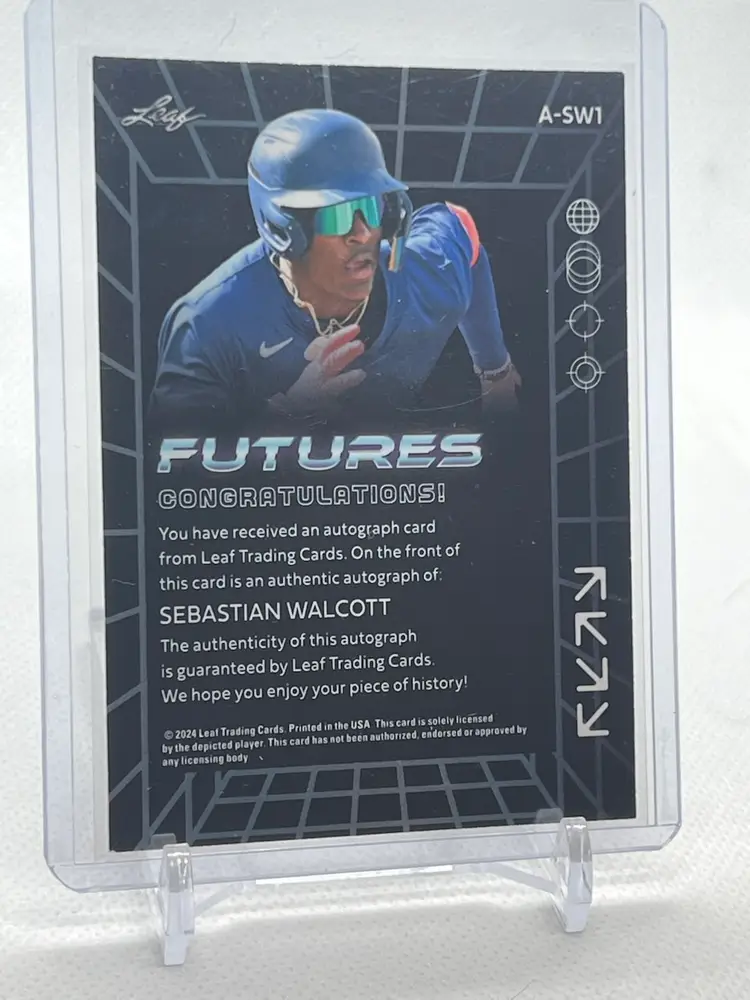 Leaf
A-SW1
FUTURES
CONGRATULATIONS!
You have received an autograph card
from Leaf Trading Cards. On the front of
this card is an authentic autograph of:
SEBASTIAN WALCOTT
The authenticity of this autograph
is guaranteed by Leaf Trading Cards.
We hope you enjoy your piece of history!
© 2024 Leaf Trading Cards. Printed in the USA. This card is solely licensed
by the depicted player. This card has not been authorized, endorsed or approved by
any licensing body